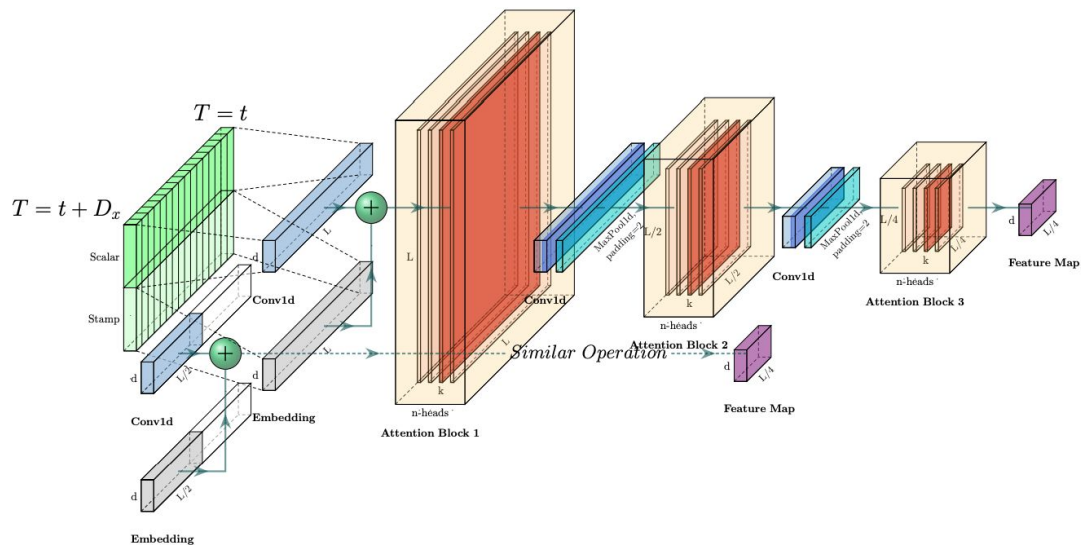 T = t
T = t + D_x
Scalar
Stamp
d
L
Conv1d
d
L/2
Conv1d
d
L
Embedding
d
L/2
Embedding
L
L
k
n-heads
Attention Block 1
Conv1d
MaxPool1d,
padding=2
L/2
L/2
k
n-heads
Attention Block 2
Conv1d
MaxPool1d,
padding=2
L/4
L/4
k
n-heads
Attention Block 3
d
L/4
Feature Map
Similar Operation
d
L/4
Feature Map